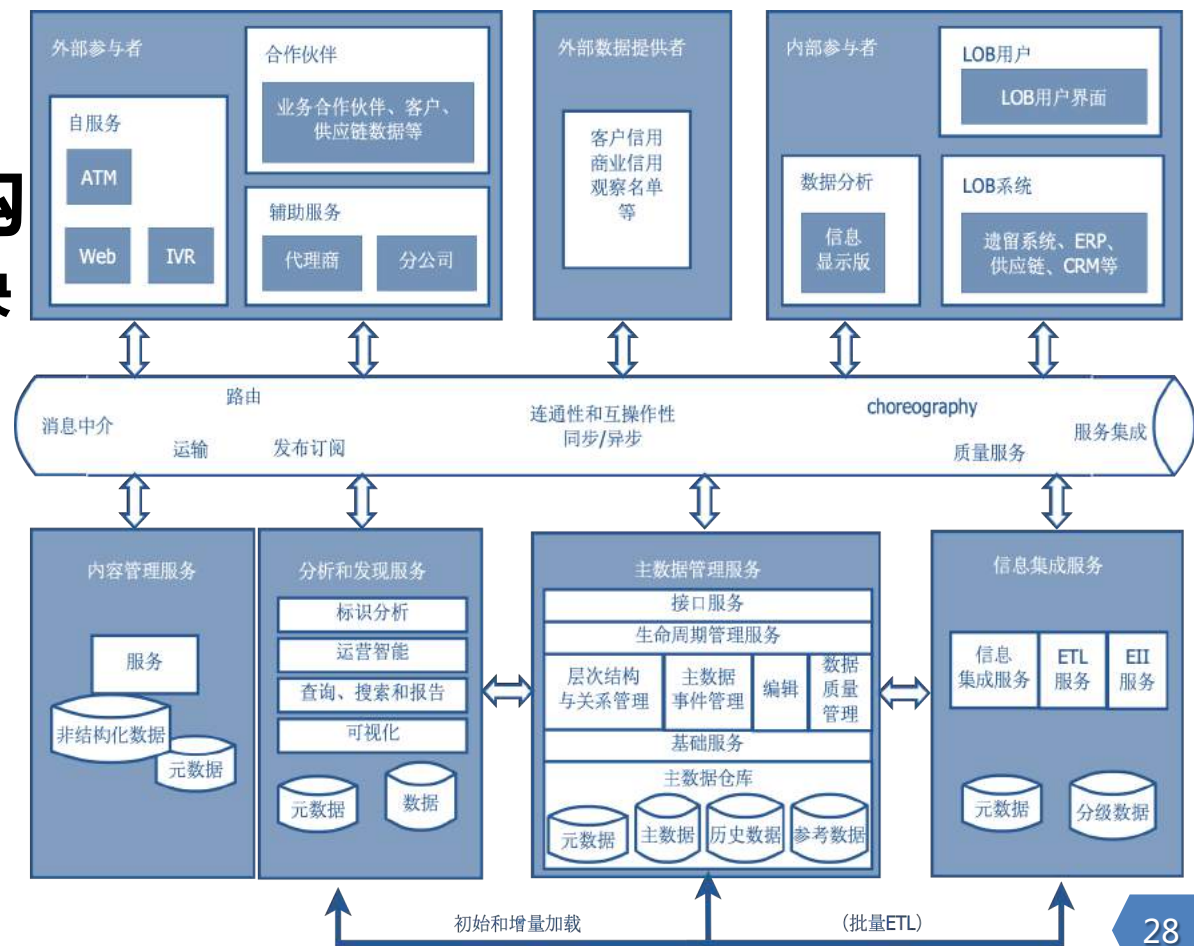 外部参与者
自服务
ATM
Web
IVR
合作伙伴
业务合作伙伴、客户、
供应链数据等
辅助服务
代理商
分公司
外部数据提供者
客户信用
商业信用
观察名单
等
内部参与者
数据分析
信息
显示版
LOB用户
LOB用户界面
LOB系统
遗留系统、ERP、
供应链、CRM等
消息中介
路由
运输
发布订阅
连通性和互操作性
同步/异步
choreography
质量服务
服务集成
内容管理服务
服务
非结构化数据
元数据
分析和发现服务
标识分析
运营智能
查询、搜索和报告
可视化
元数据
数据
主数据管理服务
接口服务
生命周期管理服务
层次结构
与关系管理
主数据
事件管理
编辑
数据
质量
管理
基础服务
主数据仓库
元数据
主数据
历史数据
参考数据
信息集成服务
信息
集成服务
ETL
服务
EII
服务
元数据
分级数据
初始和增量加载
（批量ETL）
28